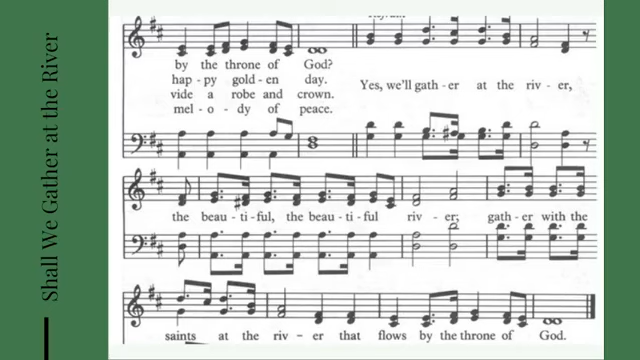 Shall We Gather at the River
by the throne of God?
hap - py gold - en day.
vide a robe and crown.
mel - o - dy of peace.
Yes, we'll gath - er at the riv - er,
the beau - ti - ful, the beau - ti - ful riv - er; gath - er with the
saints at the riv - er that flows by the throne of God.